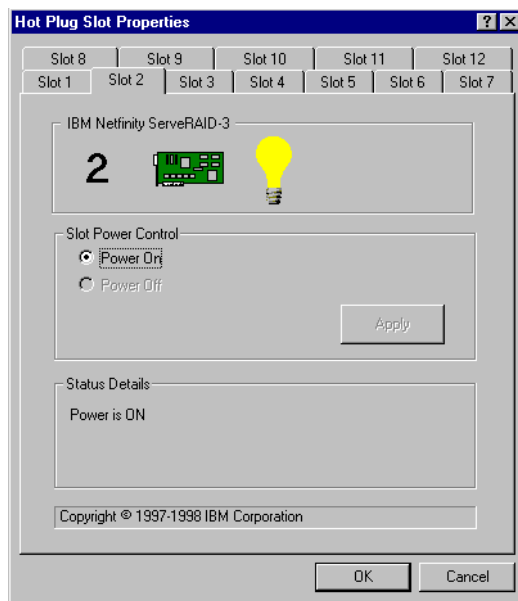 Hot Plug Slot Properties
Slot 8 Slot 9 Slot 10 Slot 11 Slot 12
Slot 1 Slot 2 Slot 3 Slot 4 Slot 5 Slot 6 Slot 7
IBM Netfinity ServeRAID-3
2
Slot Power Control
Power On
Power Off
Apply
Status Details
Power is ON
Copyright © 1997-1998 IBM Corporation
OK Cancel